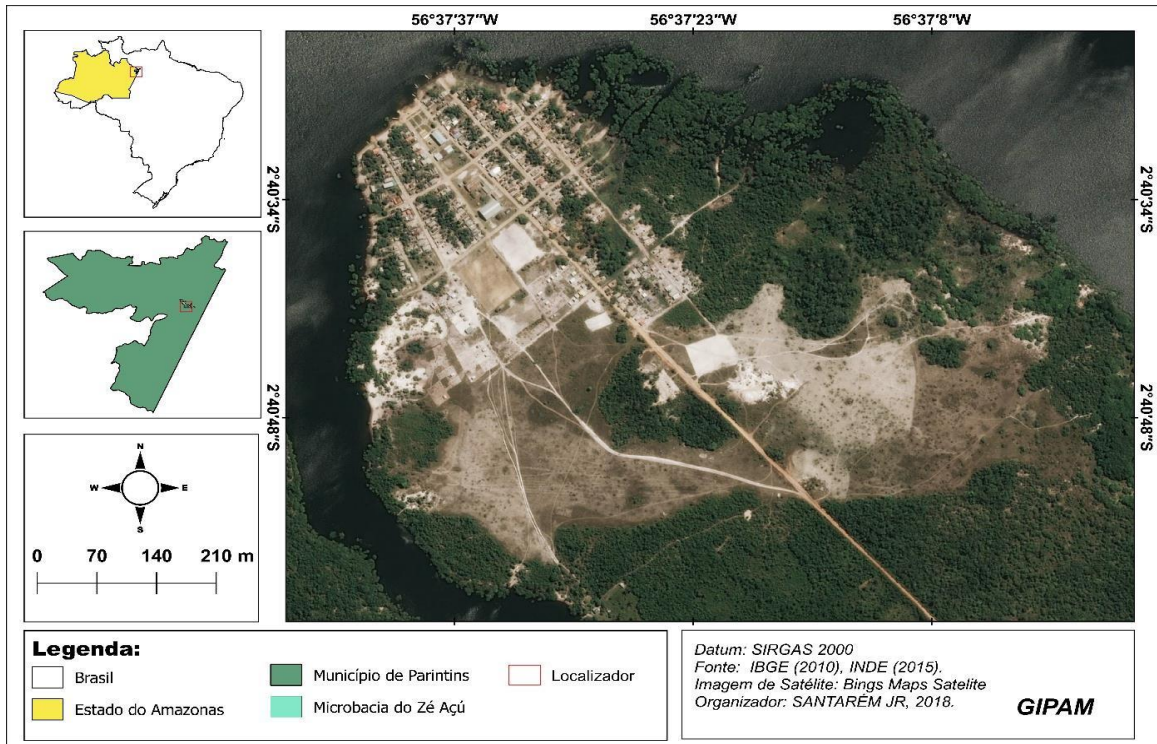 56°37'37"W
56°37'23"W
56°37'8"W
2°40'34"S
2°40'34"S
2°40'48"S
2°40'48"S
N
W
E
S
0 70 140 210 m
Legenda:
Brasil
Estado do Amazonas
Município de Parintins
Microbacia do Zé Açú
Localizador
Datum: SIRGAS 2000
Fonte: IBGE (2010), INDE (2015).
Imagem de Satélite: Bings Maps Satelite
Organizador: SANTARÉM JR, 2018.
GIPAM